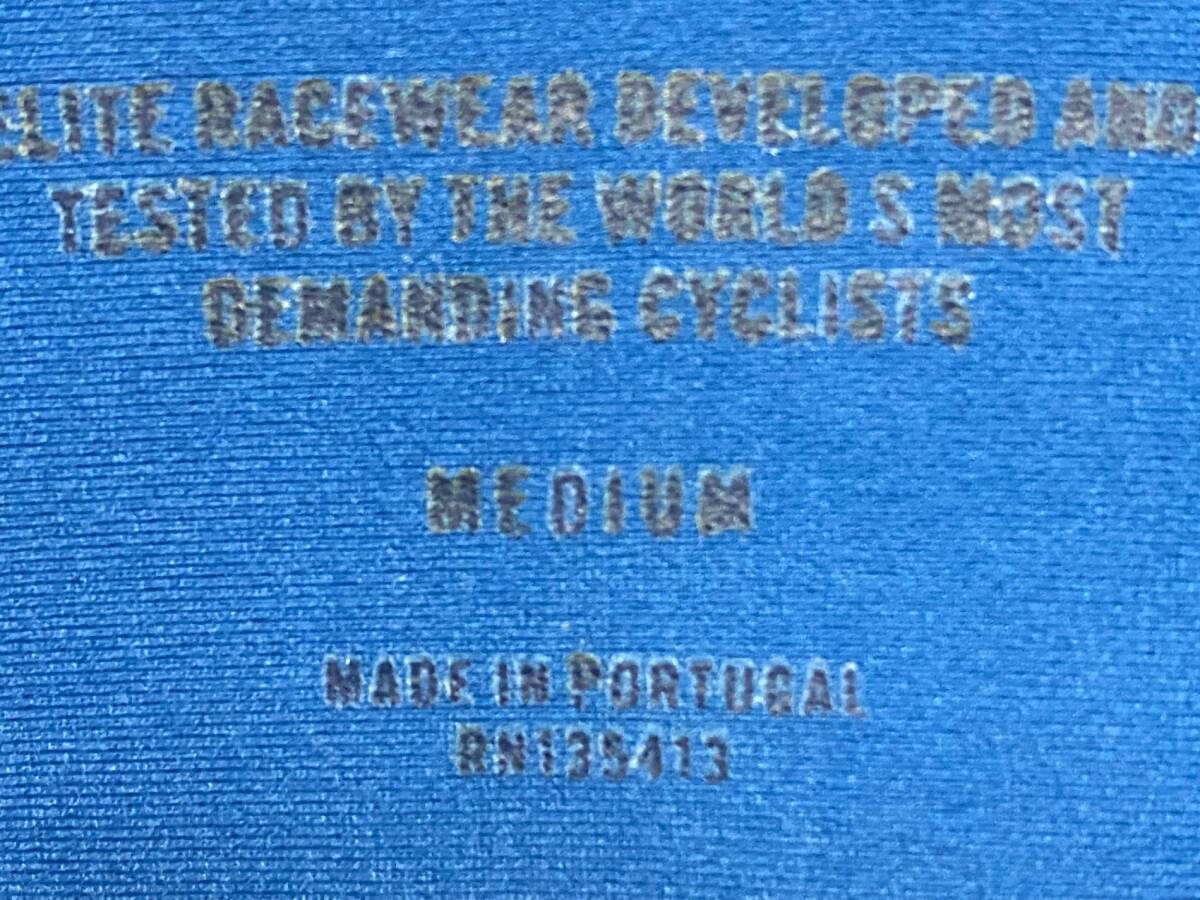 ELITE RACEWEAR DEVELOPED AND
TESTED BY THE WORLD S MOST
DEMANDING CYCLISTS
MEDIUM
MADE IN PORTUGAL
RN135413